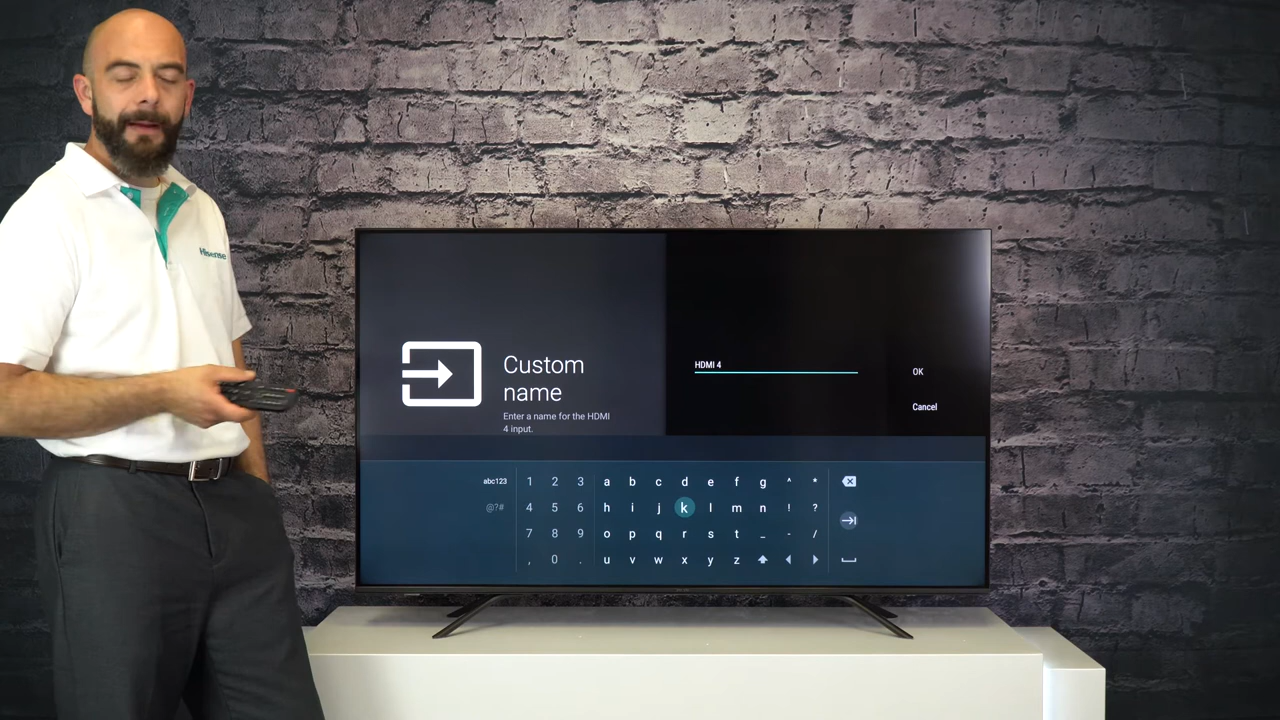 Hisense
Custom
name
Enter a name for the HDMI
4 input.
HDMI 4
OK
Cancel
abc123 1 2 3 a b c d e f g ^ *
@?# 4 5 6 h i j k l m n ! ?
7 8 9 o p q r s t _ - /
, 0 . u v w x y z